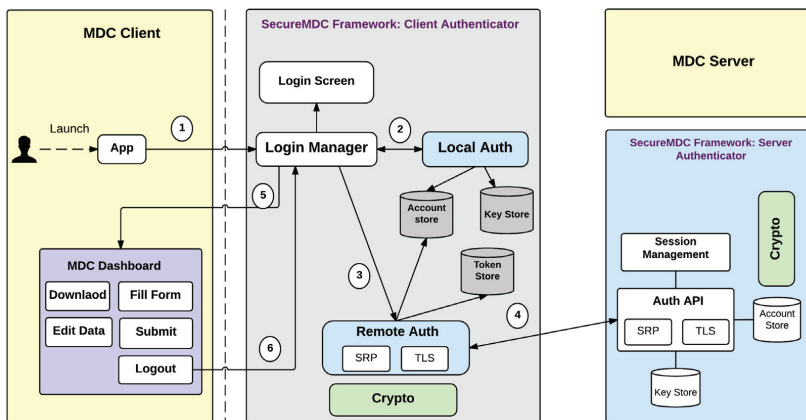 MDC Client
Launch
App
1
MDC Dashboard
Downlaod
Fill Form
Edit Data
Submit
Logout
SecureMDC Framework: Client Authenticator
Login Screen
Login Manager
2
Local Auth
5
Account
store
Key Store
3
Token
Store
4
6
Remote Auth
SRP
TLS
Crypto
MDC Server
SecureMDC Framework: Server
Authenticator
Crypto
Session
Management
Auth API
SRP
TLS
Account
Store
Key Store